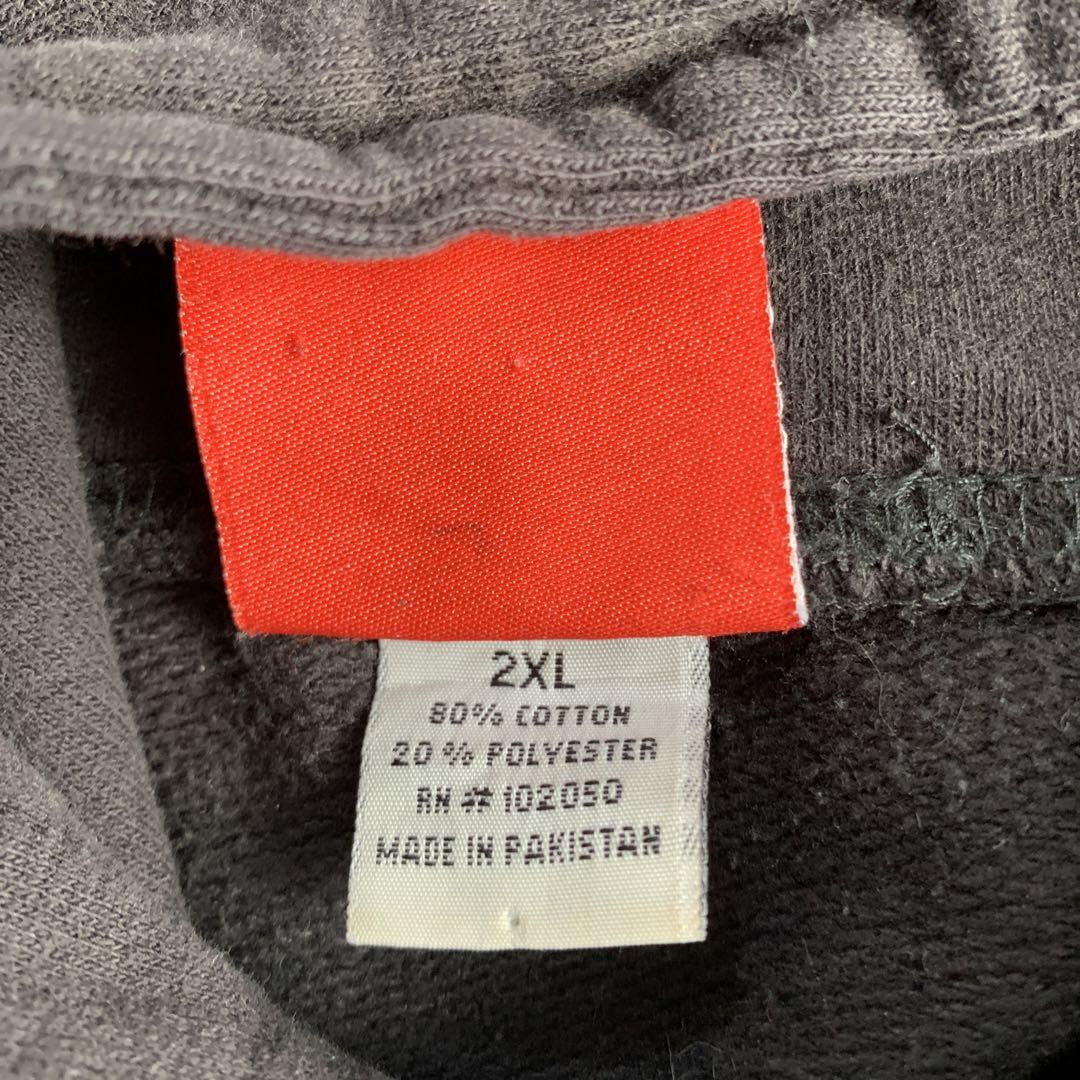 2XL
80% COTTON
20% POLYESTER
RN # 102050
MADE IN PAKISTAN